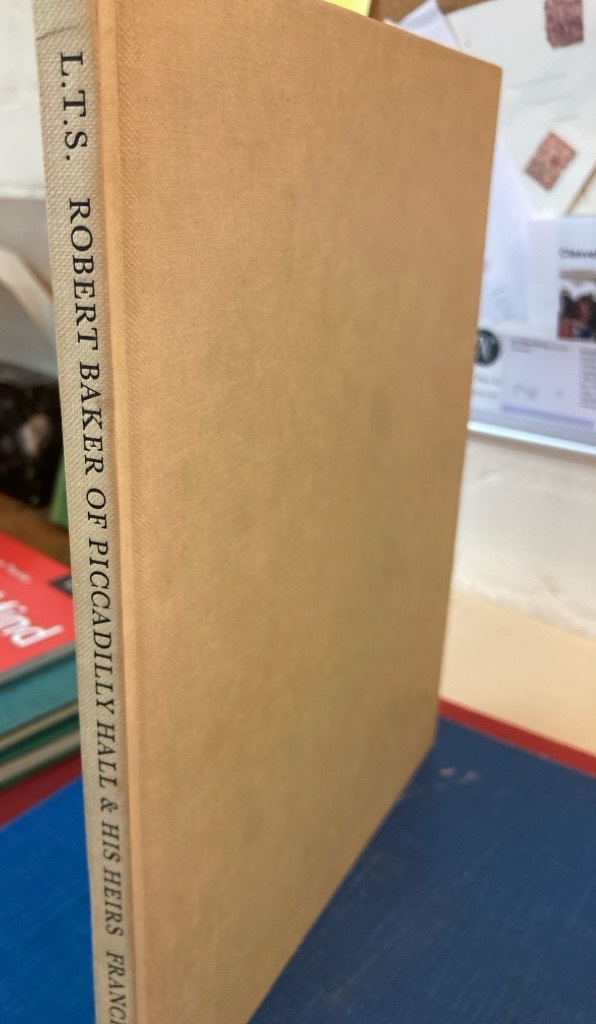 L.T.S. ROBERT BAKER OF PICCADILLY HALL & HIS HEIRS FRANC